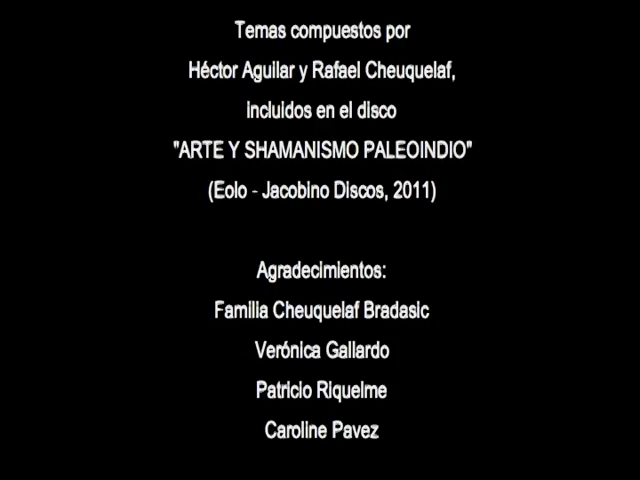 Temas compuestos por
Héctor Aguilar y Rafael Cheuquelaf,
incluidos en el disco
"ARTE Y SHAMANISMO PALEOINDIO"
(Eolo - Jacobino Discos, 2011)
Agradecimientos:
Familia Cheuquelaf Bradasic
Verónica Gallardo
Patricio Riquelme
Caroline Pavez